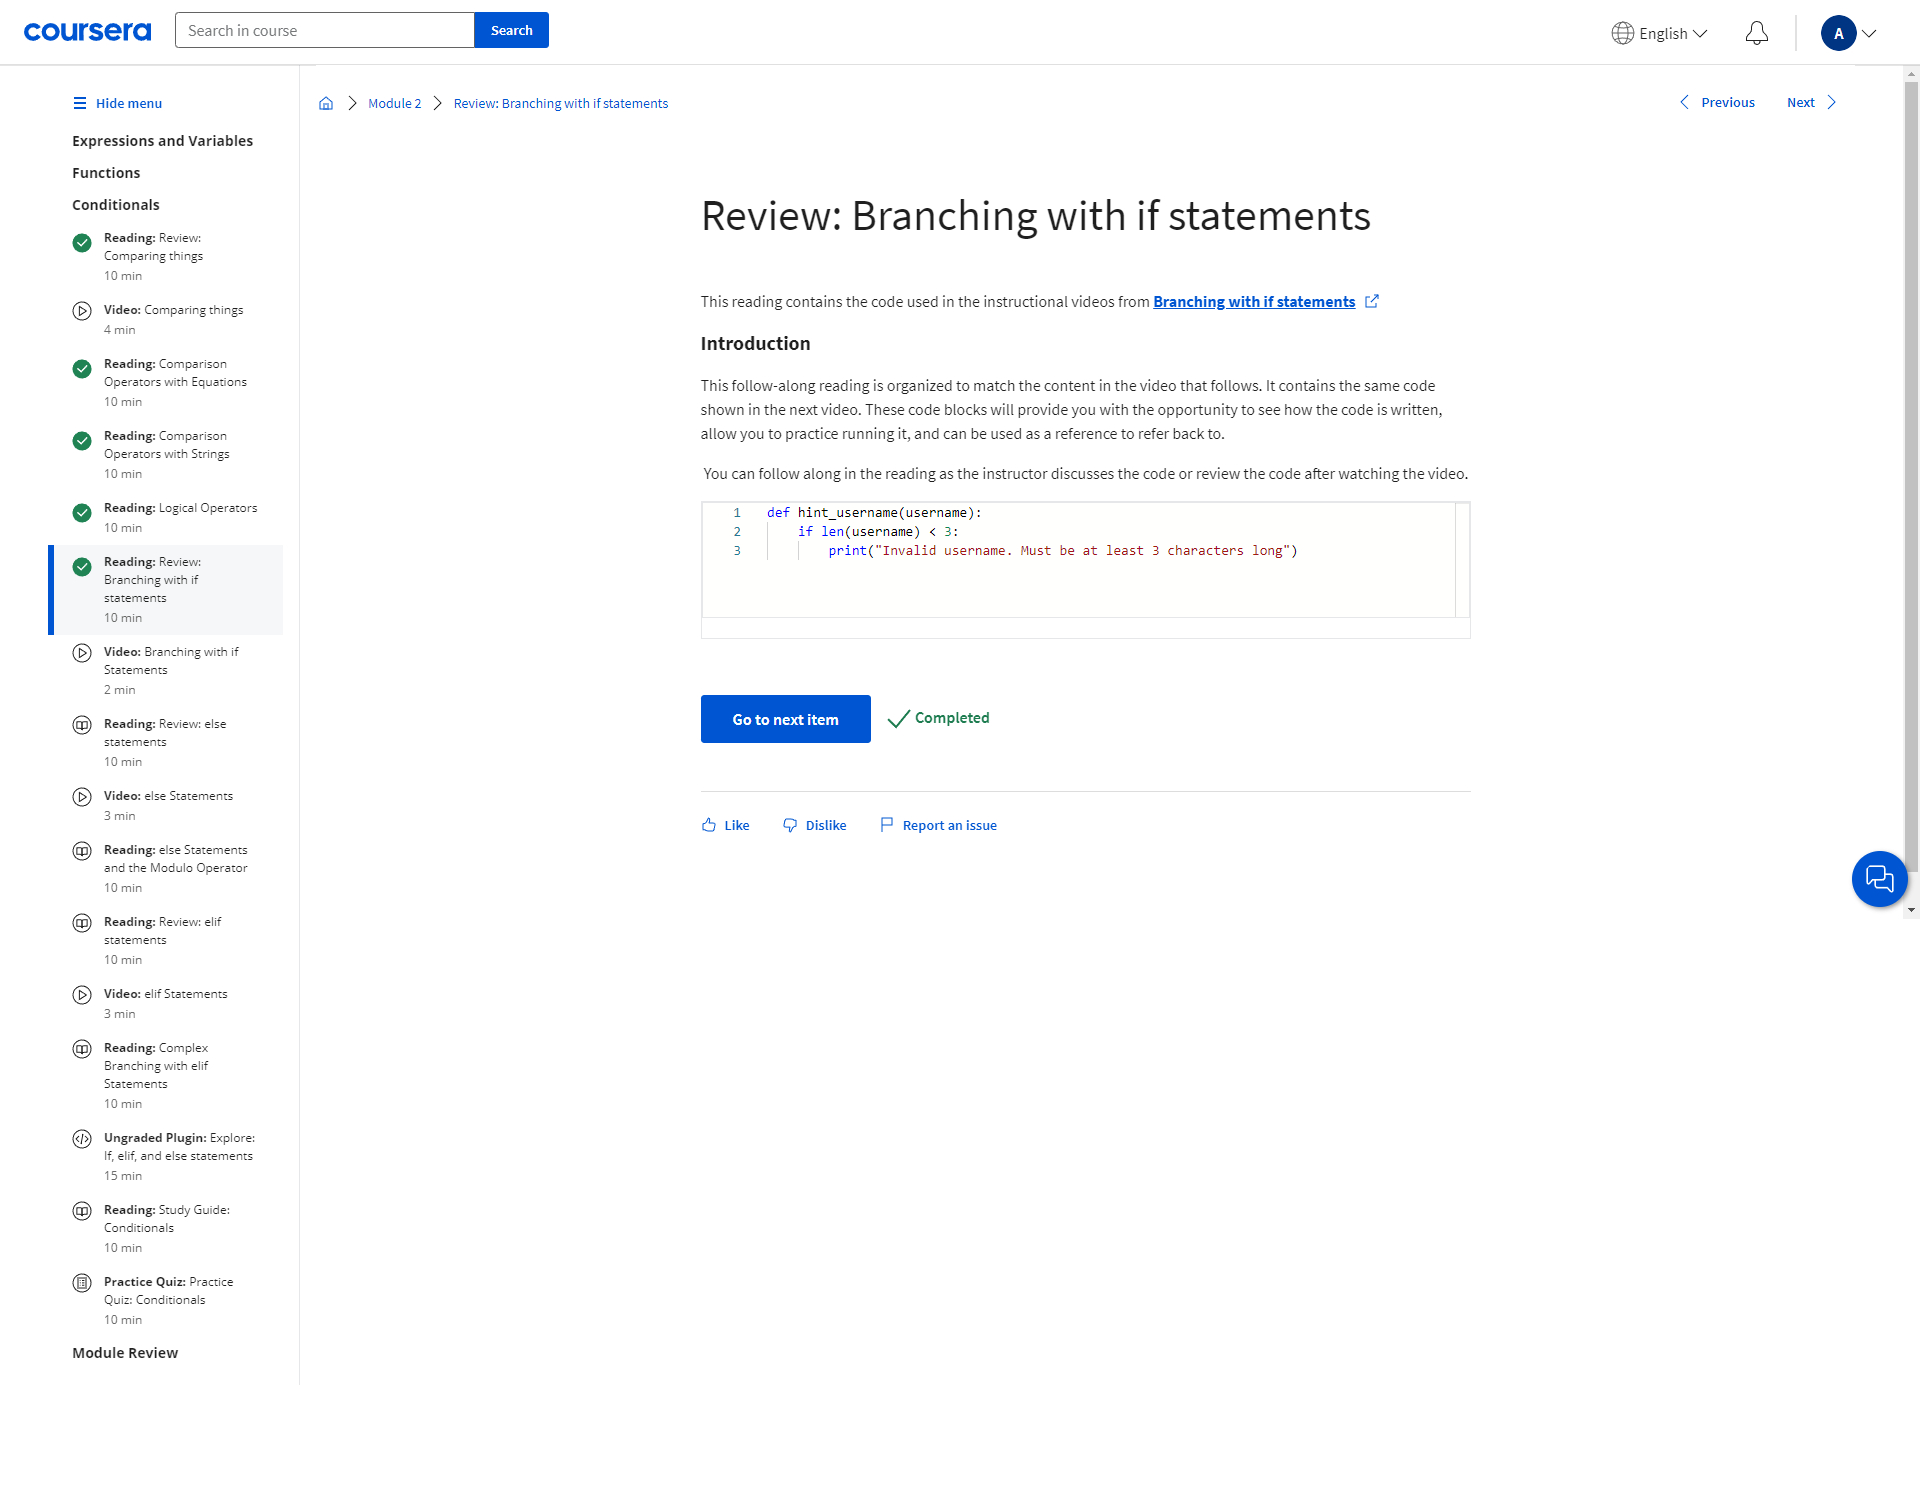 coursera
Search in course
Search
English
A
Hide menu
Expressions and Variables
Functions
Conditionals
Reading: Review:
Comparing things
10 min
Video: Comparing things
4 min
Reading: Comparison
Operators with Equations
10 min
Reading: Comparison
Operators with Strings
10 min
Reading: Logical Operators
10 min
Reading: Review:
Branching with if
statements
10 min
Video: Branching with if
Statements
2 min
Reading: Review: else
statements
10 min
Video: else Statements
3 min
Reading: else Statements
and the Modulo Operator
10 min
Reading: Review: elif
statements
10 min
Video: elif Statements
3 min
Reading: Complex
Branching with elif
Statements
10 min
Ungraded Plugin: Explore:
If, elif, and else statements
15 min
Reading: Study Guide:
Conditionals
10 min
Practice Quiz: Practice
Quiz: Conditionals
10 min
Module Review
Module 2
Review: Branching with if statements
Previous
Next
Review: Branching with if statements
This reading contains the code used in the instructional videos from Branching with if statements
Introduction
This follow-along reading is organized to match the content in the video that follows. It contains the same code
shown in the next video. These code blocks will provide you with the opportunity to see how the code is written,
allow you to practice running it, and can be used as a reference to refer back to.
You can follow along in the reading as the instructor discusses the code or review the code after watching the video.
1 def hint_username(username):
2     if len(username) < 3:
3         print("Invalid username. Must be at least 3 characters long")
Go to next item
Completed
Like
Dislike
Report an issue